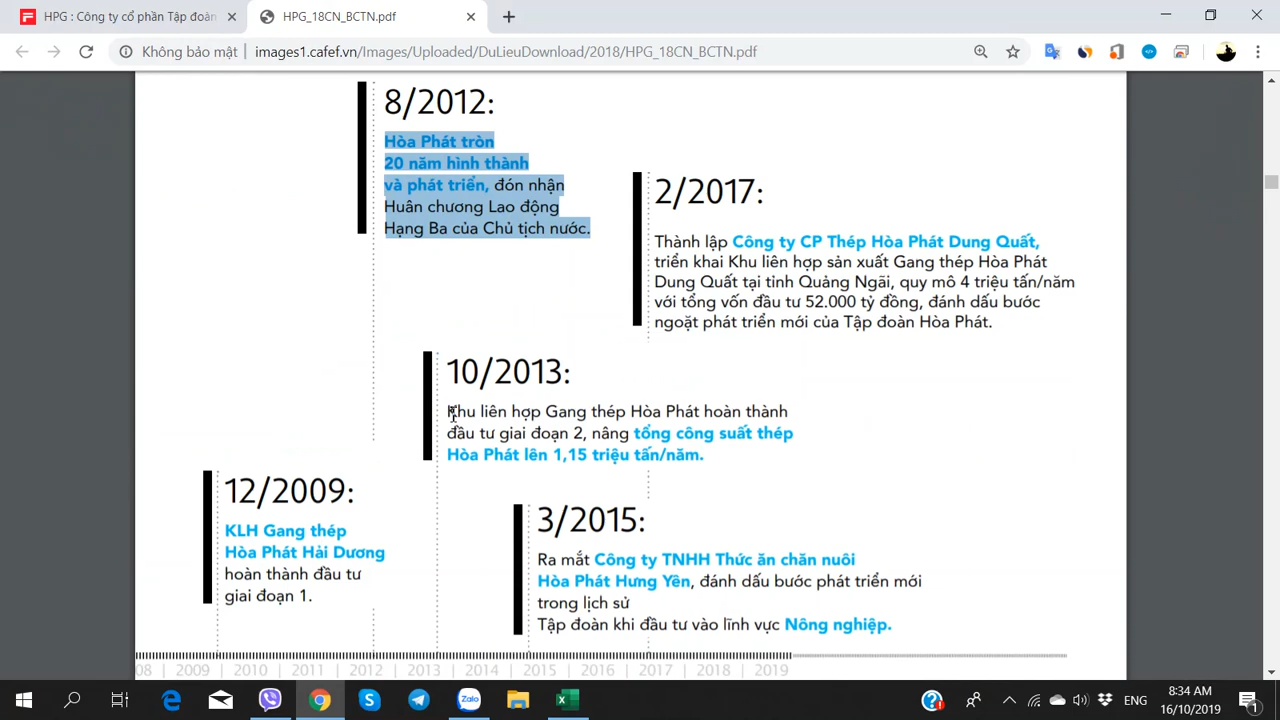 HPG : Công ty cổ phần Tập đoàn
HPG_18CN_BCTN.pdf
Không bảo mật
images1.cafef.vn/Images/Uploaded/DuLieuDownload/2018/HPG_18CN_BCTN.pdf
8/2012:
Hòa Phát tròn
20 năm hình thành
và phát triển, đón nhận
Huân chương Lao động
Hạng Ba của Chủ tịch nước.
2/2017:
Thành lập Công ty CP Thép Hòa Phát Dung Quất,
triển khai Khu liên hợp sản xuất Gang thép Hòa Phát
Dung Quất tại tỉnh Quảng Ngãi, quy mô 4 triệu tấn/năm
với tổng vốn đầu tư 52.000 tỷ đồng, đánh dấu bước
ngoặt phát triển mới của Tập đoàn Hòa Phát.
10/2013:
Khu liên hợp Gang thép Hòa Phát hoàn thành
đầu tư giai đoạn 2, nâng tổng công suất thép
Hòa Phát lên 1,15 triệu tấn/năm.
12/2009:
KLH Gang thép
Hòa Phát Hải Dương
hoàn thành đầu tư
giai đoạn 1.
3/2015:
Ra mắt Công ty TNHH Thức ăn chăn nuôi
Hòa Phát Hưng Yên, đánh dấu bước phát triển mới
trong lịch sử
Tập đoàn khi đầu tư vào lĩnh vực Nông nghiệp.
08 | 2009 | 2010 | 2011 | 2012 | 2013 | 2014 | 2015 | 2016 | 2017 | 2018 | 2019
Zalo
ENG
8:34 AM
16/10/2019
1